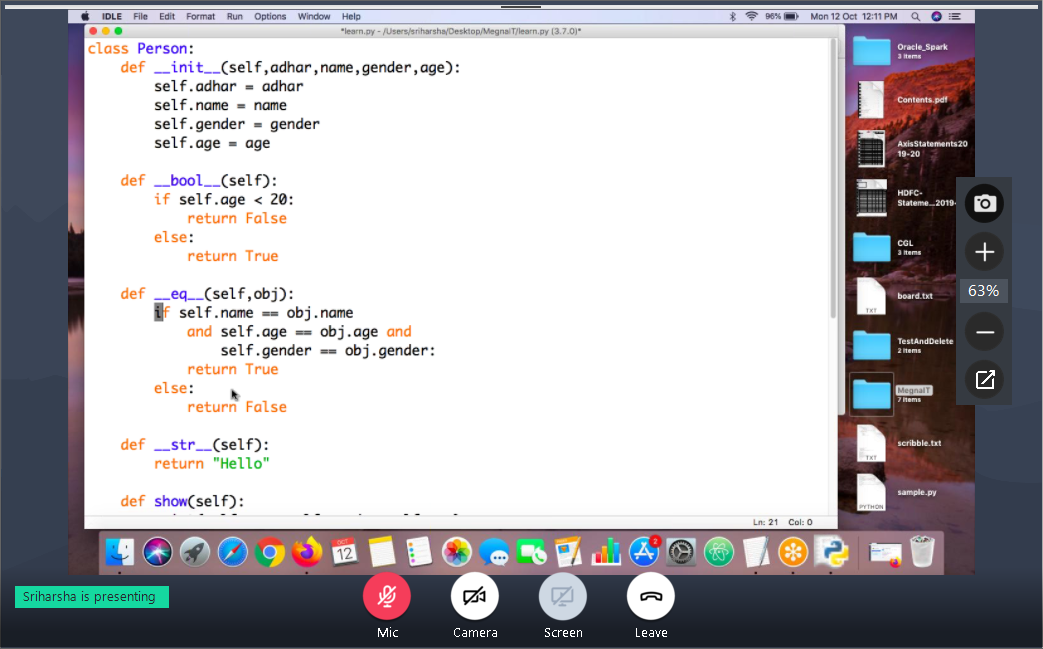 IDLE File Edit Format Run Options Window Help 96% Mon 12 Oct 12:11 PM
*learn.py - /Users/sriharsha/Desktop/MegnaIT/learn.py (3.7.0)*
class Person:
    def __init__(self,adhar,name,gender,age):
        self.adhar = adhar
        self.name = name
        self.gender = gender
        self.age = age
    def __bool__(self):
        if self.age < 20:
            return False
        else:
            return True
    def __eq__(self,obj):
        if self.name == obj.name
            and self.age == obj.age and
                self.gender == obj.gender:
            return True
        else:
            return False
    def __str__(self):
        return "Hello"
    def show(self):
Ln: 21 Col: 0
Oracle_Spark
3 items
Contents.pdf
AxisStatements20
19-20
HDFC-
Stateme...2019-
CGL
3 items
board.txt
TXT
TestAndDelete
2 items
MegnaIT
7 items
scribble.txt
TXT
sample.py
PYTHON
63%
OCT
12
2
Sriharsha is presenting
Mic
Camera
Screen
Leave